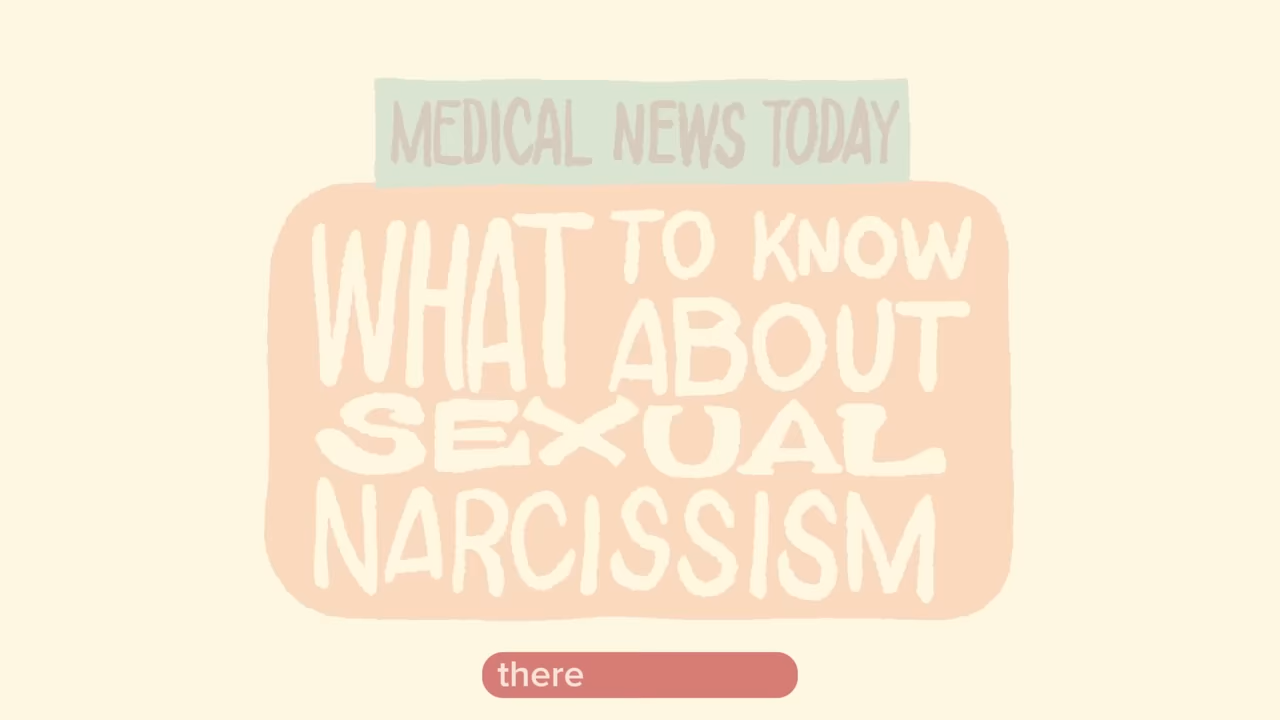 MEDICAL NEWS TODAY
WHAT TO KNOW
ABOUT
SEXUAL
NARCISSISM
there